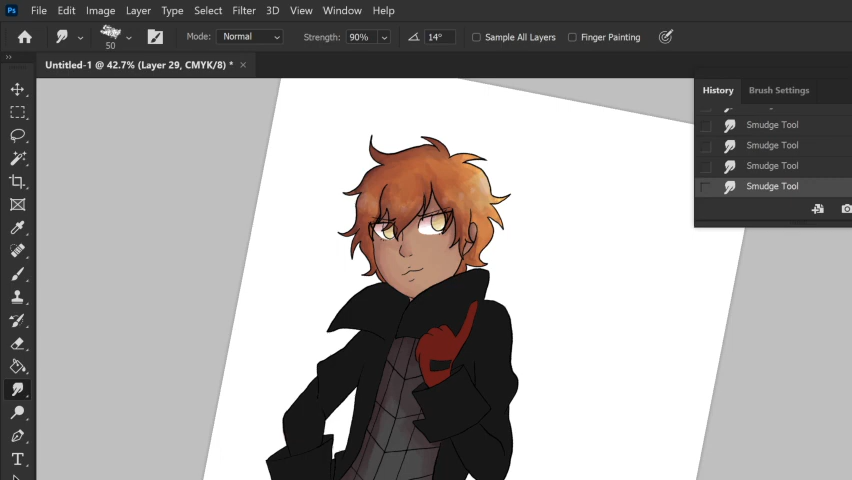 Ps File Edit Image Layer Type Select Filter 3D View Window Help
50 Mode: Normal Strength: 90% 14° Sample All Layers Finger Painting
Untitled-1 @ 42.7% (Layer 29, CMYK/8) * ×
History Brush Settings
Smudge Tool
Smudge Tool
Smudge Tool
Smudge Tool